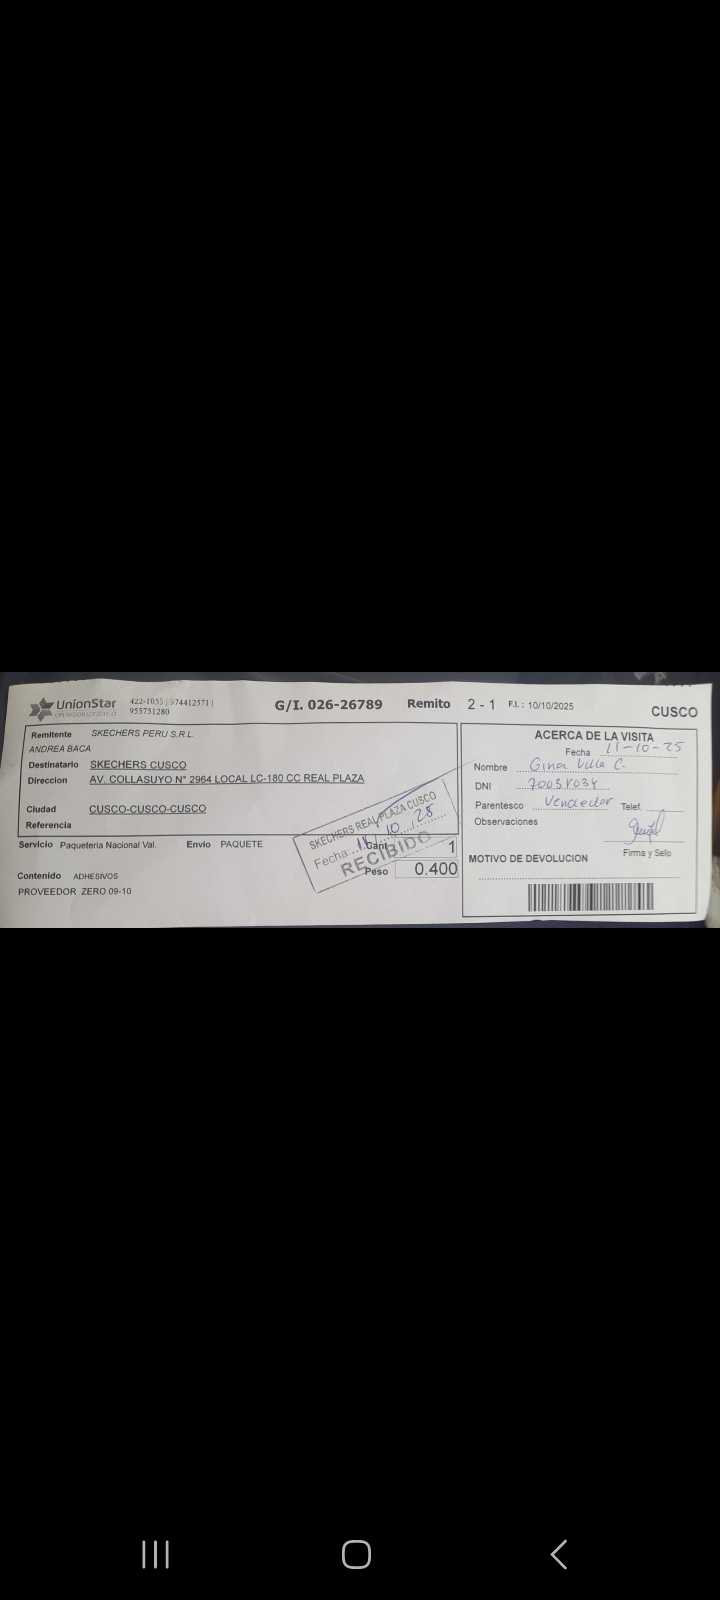 UnionStar
422-1055 | 974412571 |
955751280
G/I. 026-26789
Remito 2 - 1
F.I. : 10/10/2025
CUSCO
Remitente SKECHERS PERU S.R.L.
ANDREA BACA
Destinatario SKECHERS CUSCO
Direccion AV. COLLASUYO N° 2964 LOCAL LC-180 CC REAL PLAZA
Ciudad CUSCO-CUSCO-CUSCO
Referencia
Servicio Paqueteria Nacional Val. Envio PAQUETE
Cant 1
Peso 0.400
Contenido ADHESIVOS
PROVEEDOR ZERO 09-10
SKECHERS REAL PLAZA CUSCO
Fecha 11 / 10 / 25
RECIBIDO
ACERCA DE LA VISITA
Fecha 11-10-25
Nombre Gina Villa C.
DNI
Parentesco Vendedor Telef.
Observaciones
Firma y Sello
MOTIVO DE DEVOLUCION